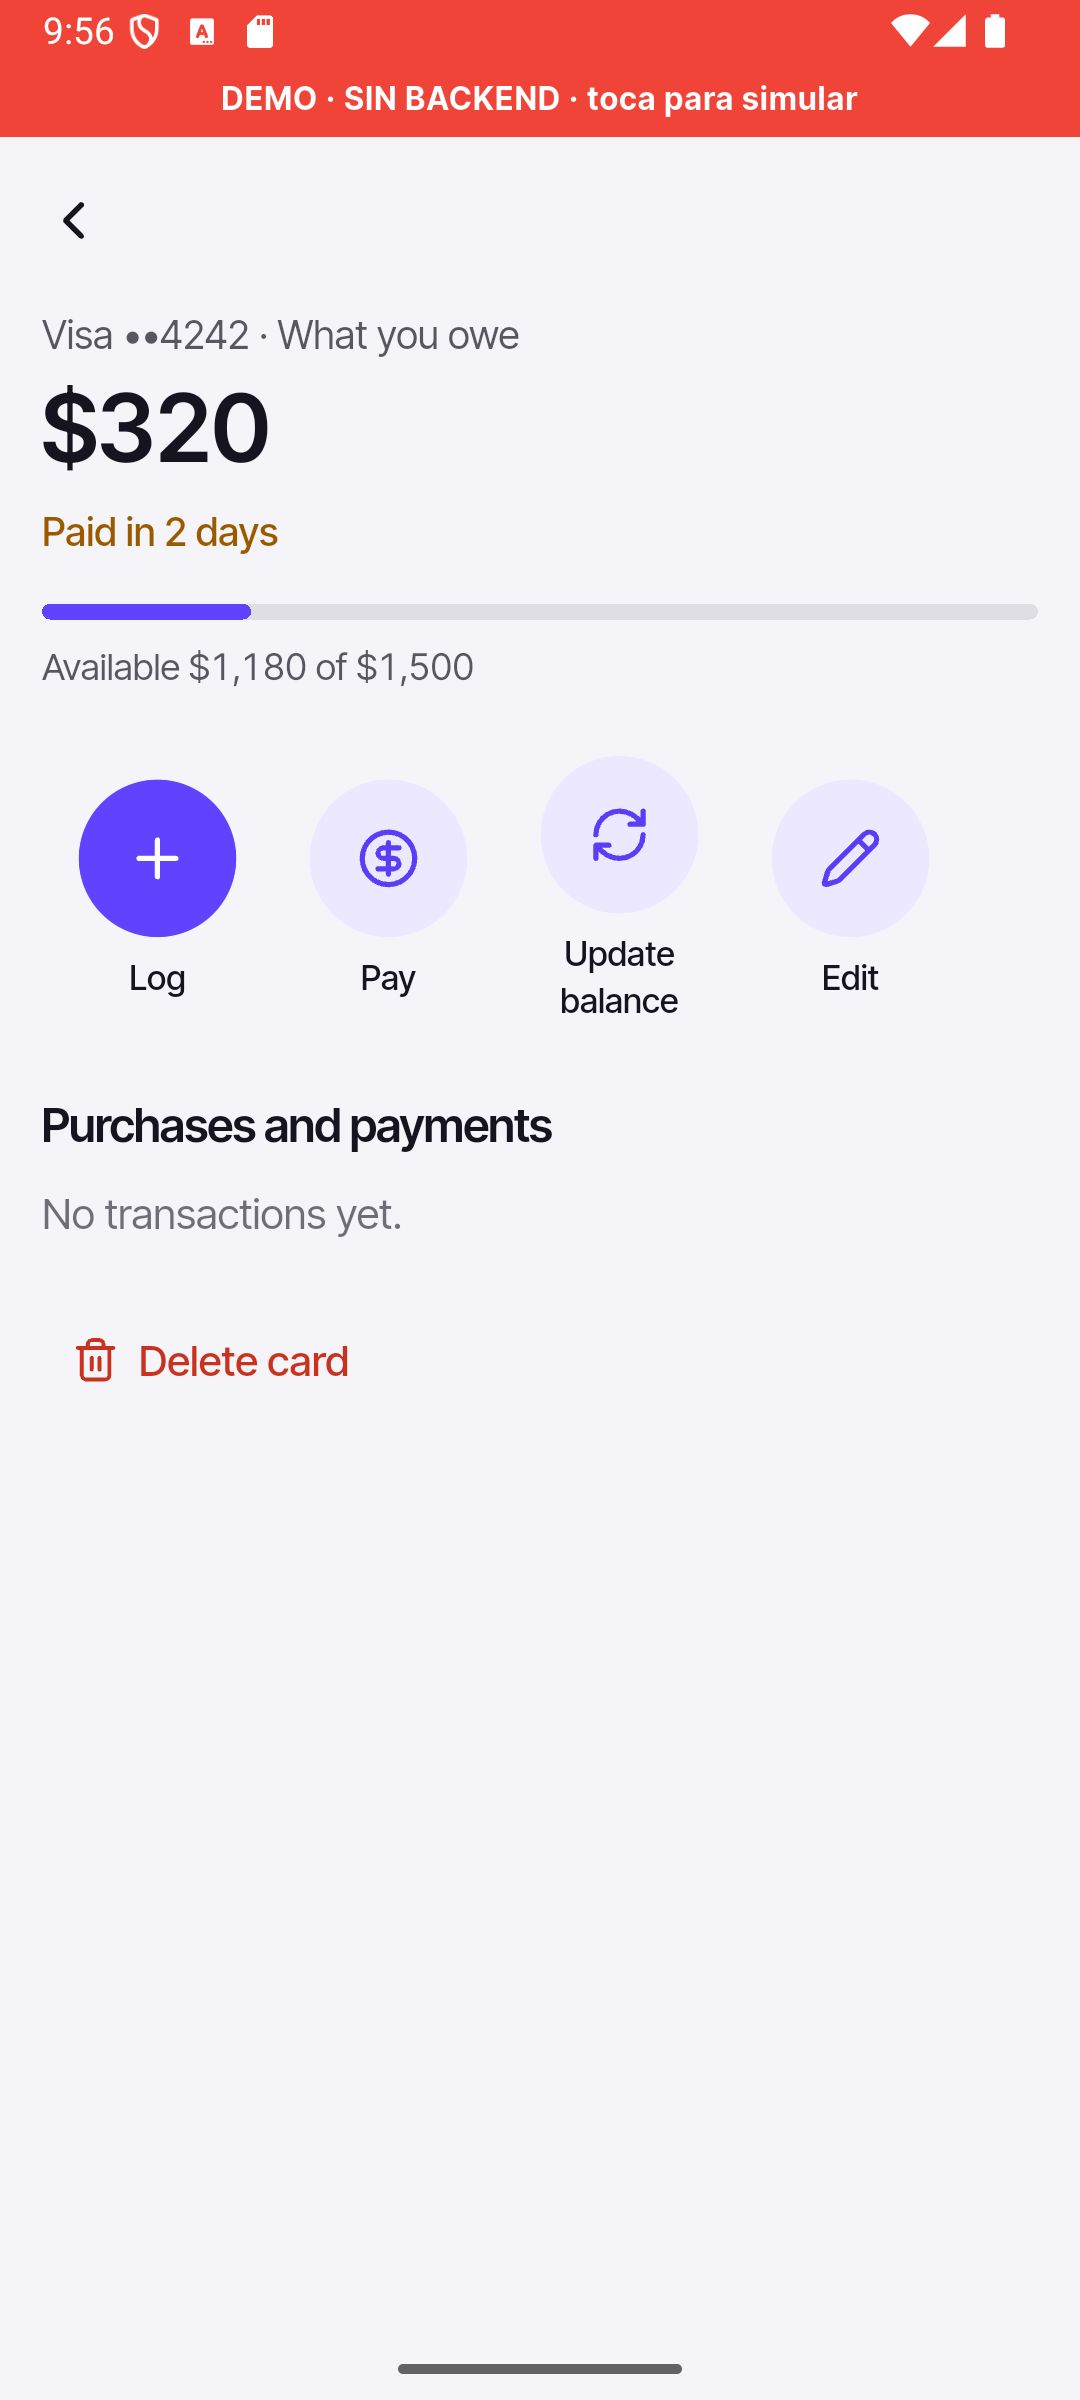 9:56
DEMO · SIN BACKEND · toca para simular
Visa ••4242 · What you owe
$320
Paid in 2 days
Available $1,180 of $1,500
Log
Pay
Update
balance
Edit
Purchases and payments
No transactions yet.
Delete card